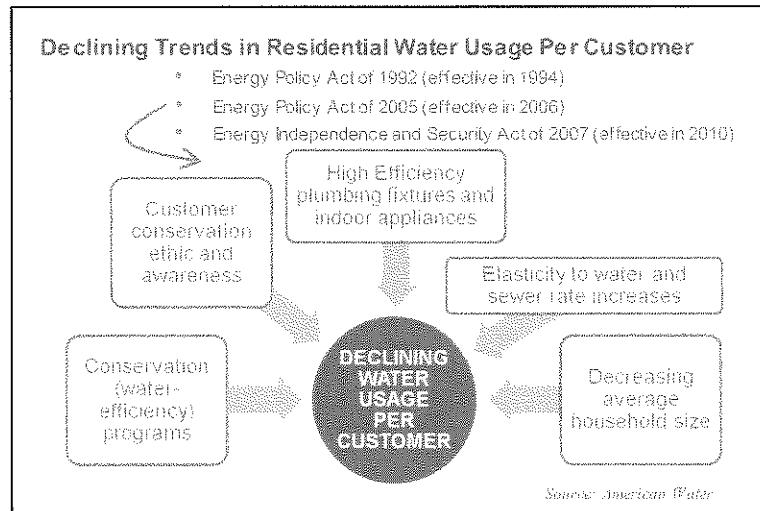 Declining Trends in Residential Water Usage Per Customer
• Energy Policy Act of 1992 (effective in 1994)
• Energy Policy Act of 2005 (effective in 2006)
• Energy Independence and Security Act of 2007 (effective in 2010)
High Efficiency
plumbing fixtures and
indoor appliances
Customer
conservation
ethic and
awareness
Elasticity to water and
sewer rate increases
Conservation
(water-
efficiency)
programs
DECLINING
WATER
USAGE
PER
CUSTOMER
Decreasing
average
household size
Source: American Water